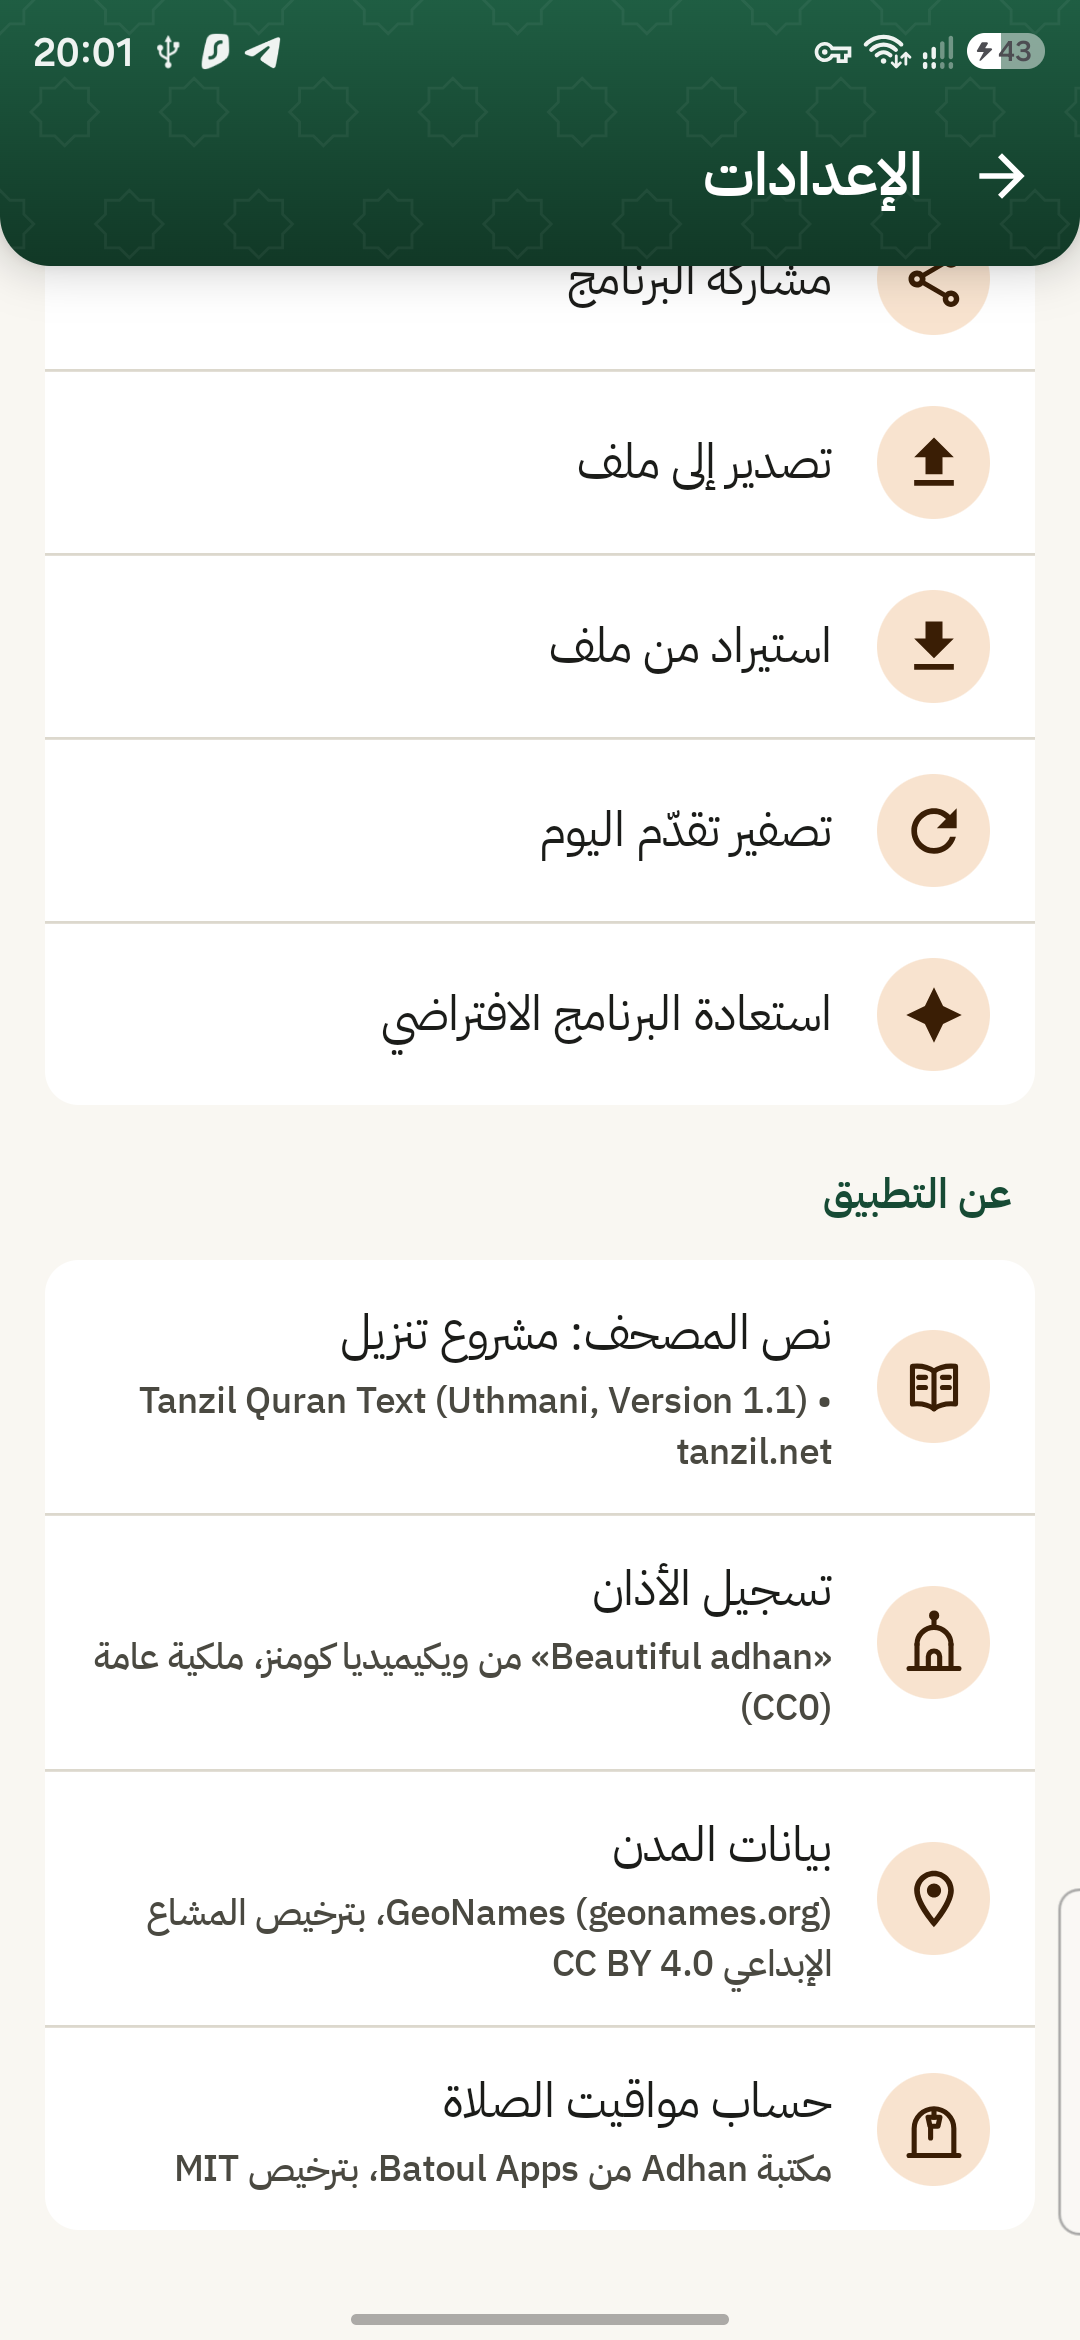 20:01
43
الإعدادات
مشاركة البرنامج
تصدير إلى ملف
استيراد من ملف
تصفير تقدّم اليوم
استعادة البرنامج الافتراضي
عن التطبيق
نص المصحف: مشروع تنزيل
Tanzil Quran Text (Uthmani, Version 1.1) •
tanzil.net
تسجيل الأذان
«Beautiful adhan» من ويكيميديا كومنز، ملكية عامة
(CC0)
بيانات المدن
GeoNames (geonames.org)، بترخيص المشاع
الإبداعي CC BY 4.0
حساب مواقيت الصلاة
مكتبة Adhan من Batoul Apps، بترخيص MIT